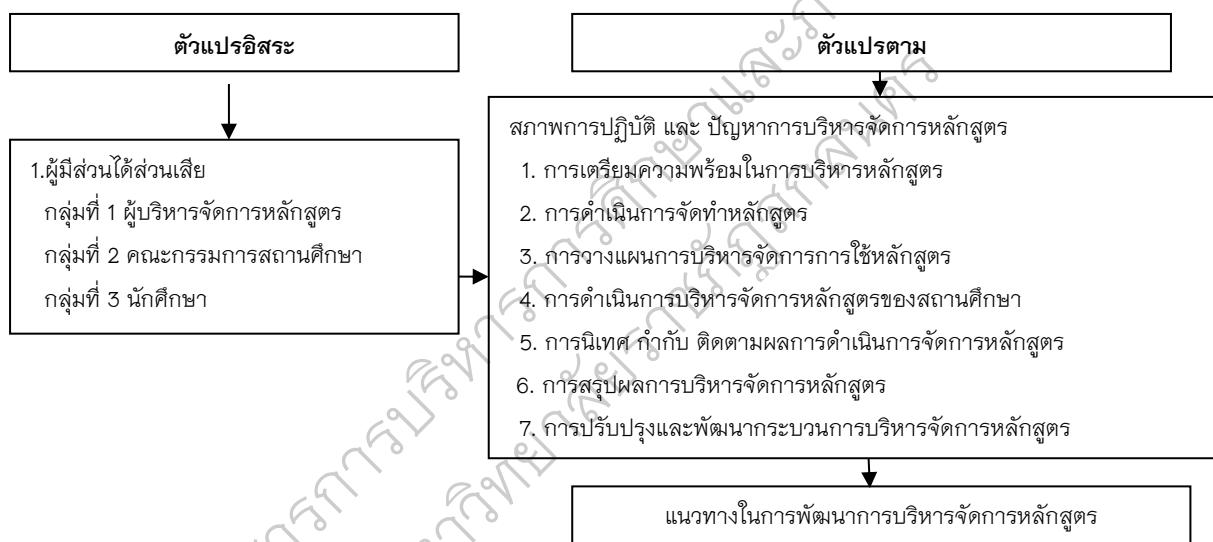 ตัวแปรอิสระ
ตัวแปรตาม
1.ผู้มีส่วนได้ส่วนเสีย
กลุ่มที่ 1 ผู้บริหารจัดการหลักสูตร
กลุ่มที่ 2 คณะกรรมการสถานศึกษา
กลุ่มที่ 3 นักศึกษา
สภาพการปฏิบัติ และ ปัญหาการบริหารจัดการหลักสูตร
1. การเตรียมความพร้อมในการบริหารหลักสูตร
2. การดำเนินการจัดทำหลักสูตร
3. การวางแผนการบริหารจัดการการใช้หลักสูตร
4. การดำเนินการบริหารจัดการหลักสูตรของสถานศึกษา
5. การนิเทศ กำกับ ติดตามผลการดำเนินการจัดการหลักสูตร
6. การสรุปผลการบริหารจัดการหลักสูตร
7. การปรับปรุงและพัฒนากระบวนการบริหารจัดการหลักสูตร
แนวทางในการพัฒนาการบริหารจัดการหลักสูตร